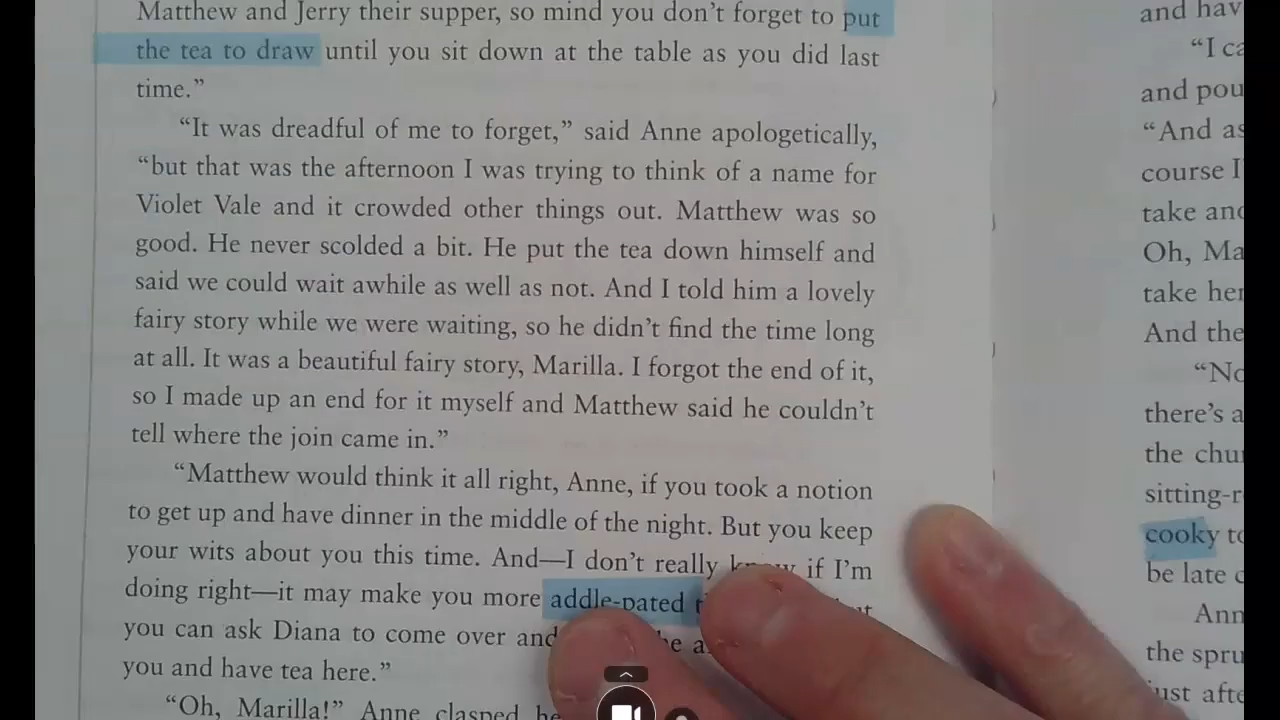 Matthew and Jerry their supper, so mind you don't forget to put
the tea to draw until you sit down at the table as you did last
time."
"It was dreadful of me to forget," said Anne apologetically,
"but that was the afternoon I was trying to think of a name for
Violet Vale and it crowded other things out. Matthew was so
good. He never scolded a bit. He put the tea down himself and
said we could wait awhile as well as not. And I told him a lovely
fairy story while we were waiting, so he didn't find the time long
at all. It was a beautiful fairy story, Marilla. I forgot the end of it,
so I made up an end for it myself and Matthew said he couldn't
tell where the join came in."
"Matthew would think it all right, Anne, if you took a notion
to get up and have dinner in the middle of the night. But you keep
your wits about you this time. And—I don't really know if I'm
doing right—it may make you more addle-pated
you can ask Diana to come over and
you and have tea here."
"Oh, Marilla!" Anne clasped
and
"I
and
"And as
course
take
Oh,
take
And the
"No
there's a
the
cooky
be late
the
just